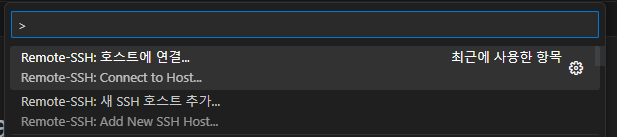 >
Remote-SSH: 호스트에 연결... 최근에 사용한 항목
Remote-SSH: Connect to Host...
Remote-SSH: 새 SSH 호스트 추가...
Remote-SSH: Add New SSH Host...